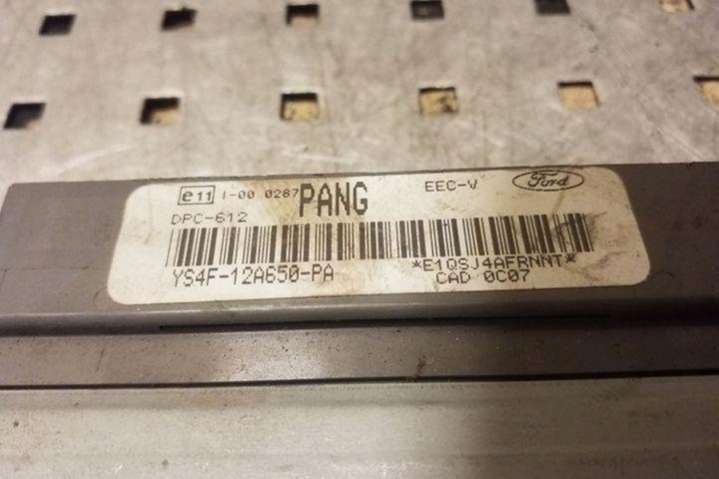 e11 1-00 0287 PANG EEC-V Ford
DPC-612
YS4F-12A650-PA *E1QSJ4AFRNNT*
CAD 0C07